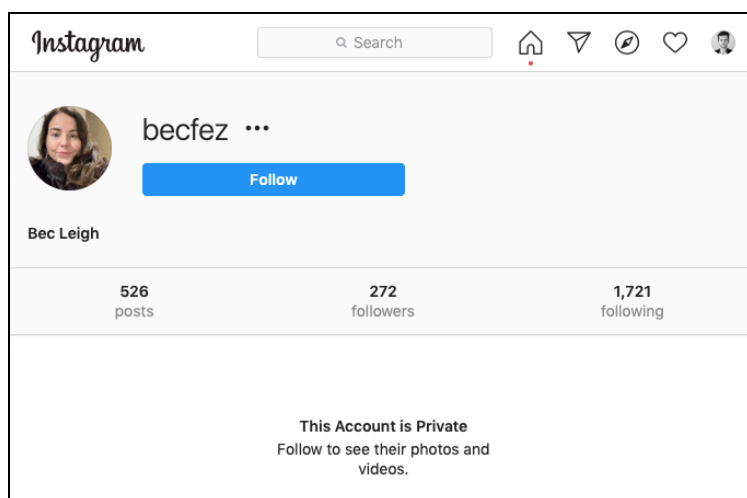 Instagram
Search
becfez •••
Follow
Bec Leigh
526
posts
272
followers
1,721
following
This Account is Private
Follow to see their photos and
videos.